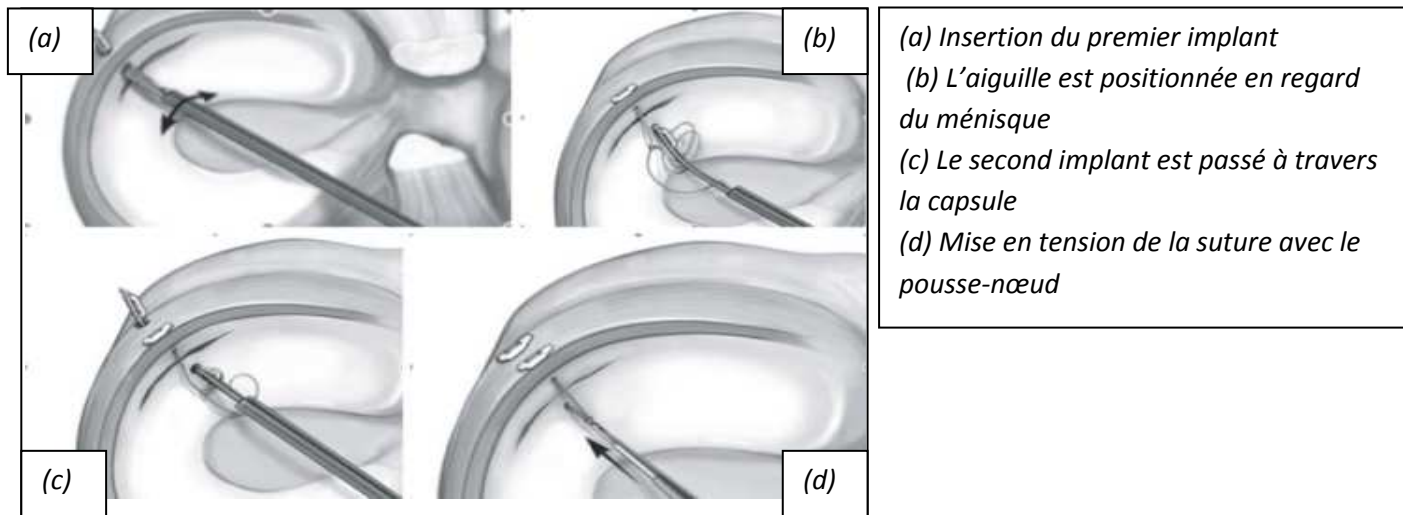 (a)
(b)
(c)
(d)
(a) Insertion du premier implant
(b) L’aiguille est positionnée en regard
du ménisque
(c) Le second implant est passé à travers
la capsule
(d) Mise en tension de la suture avec le
pousse-nœud